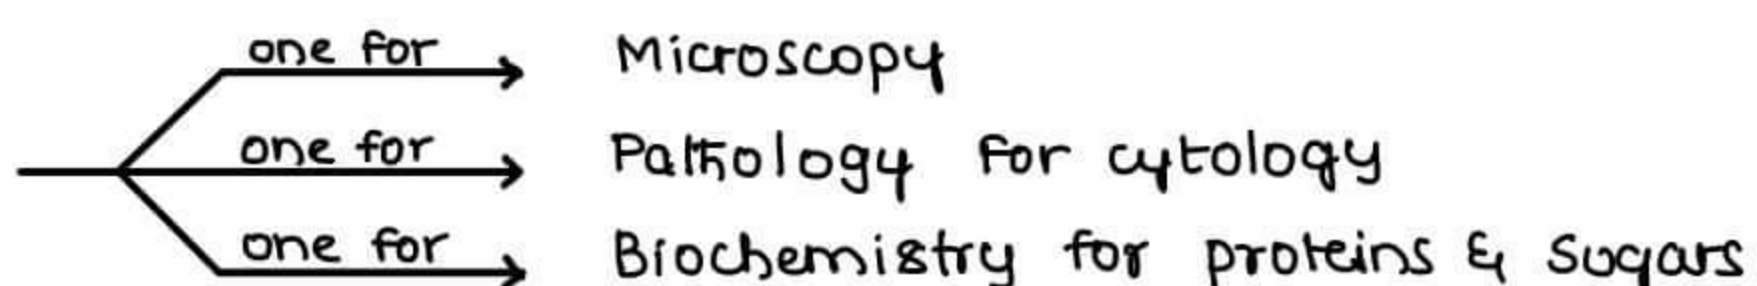 one for Microscopy
one for Pathology for cytology
one for Biochemistry for proteins & Sugars